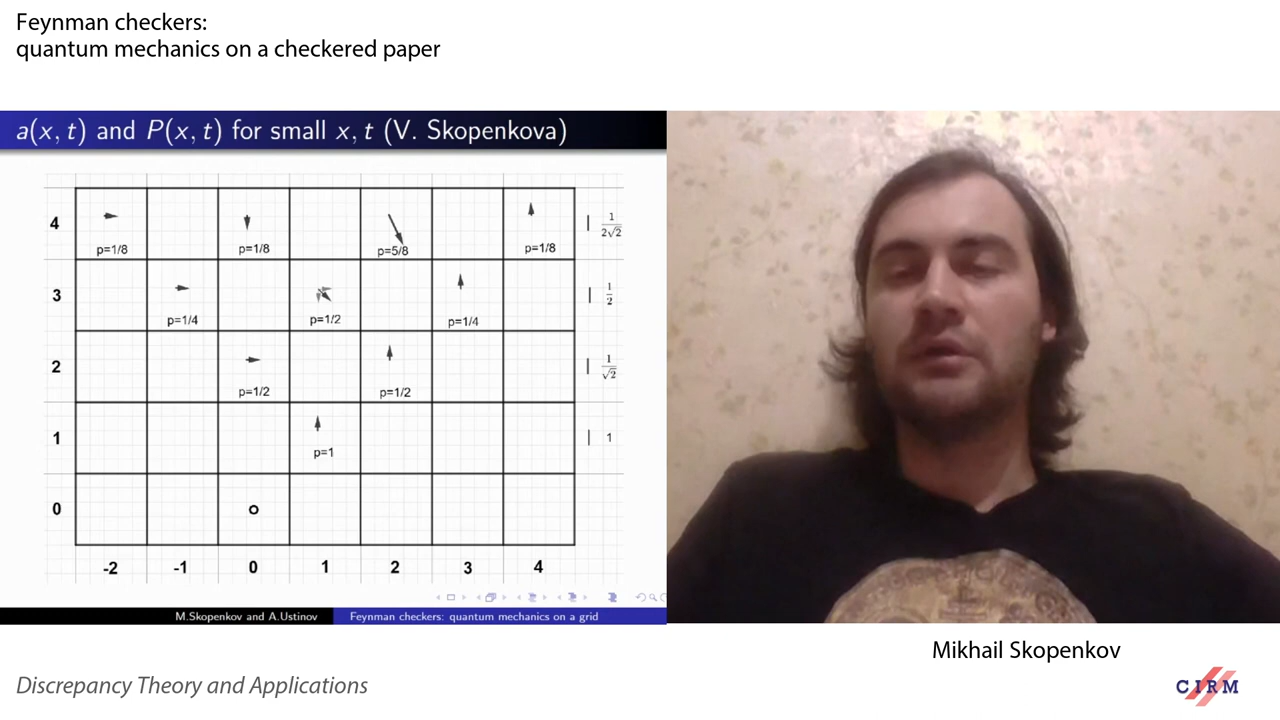 Feynman checkers:
quantum mechanics on a checkered paper
a(x, t) and P(x, t) for small x, t (V. Skopenkova)
4 p=1/8 p=1/8 p=5/8 p=1/8 | 1/2√2
3 p=1/4 p=1/2 p=1/4 | 1/2
2 p=1/2 p=1/2 | 1/√2
1 p=1 | 1
0
-2 -1 0 1 2 3 4
M.Skopenkov and A.Ustinov Feynman checkers: quantum mechanics on a grid
Mikhail Skopenkov
Discrepancy Theory and Applications
CIRM